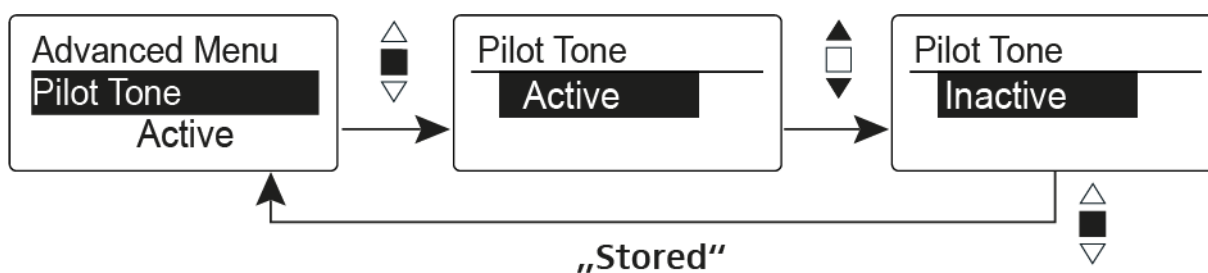 Advanced Menu
Pilot Tone
Active
Pilot Tone
Active
Pilot Tone
Inactive
„Stored“